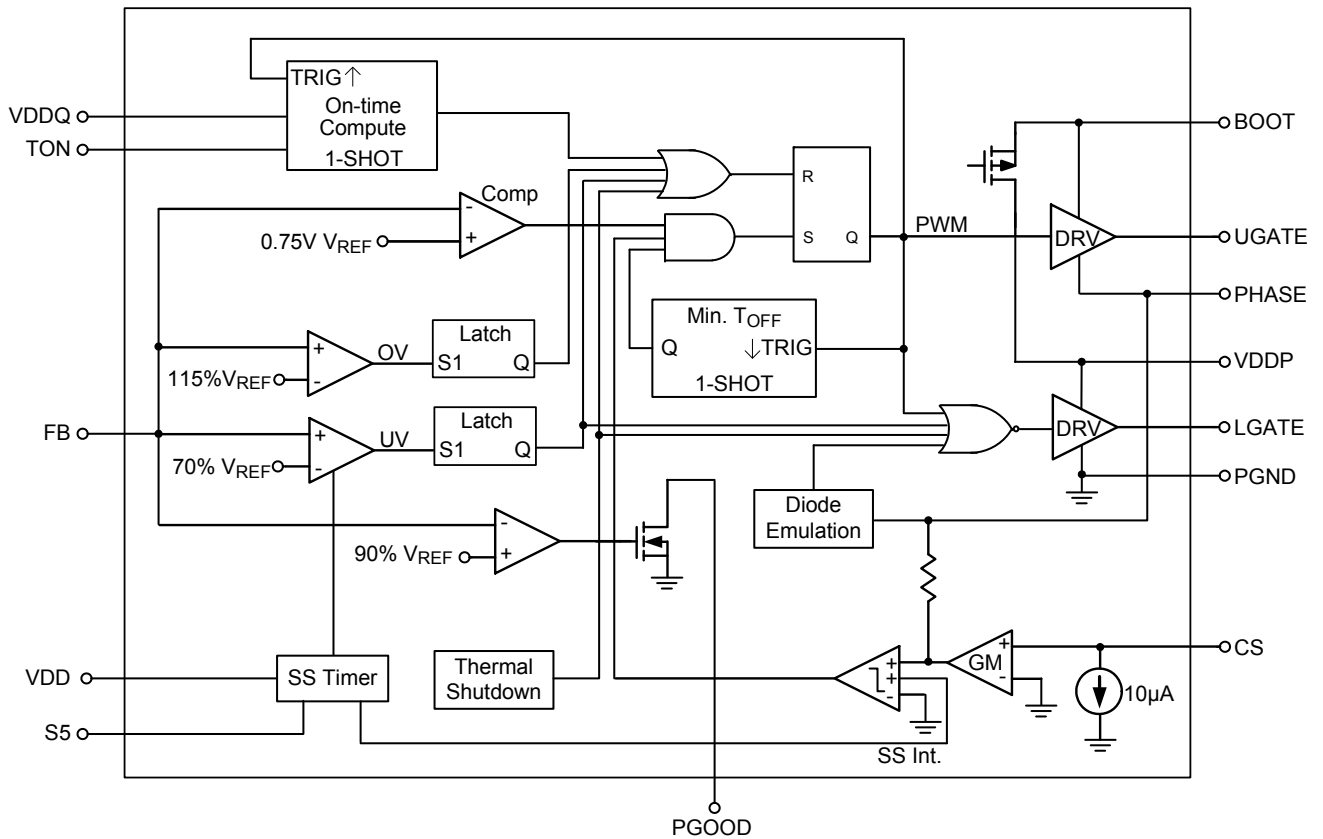 TRIG↑
On-time
Compute
1-SHOT
VDDQ
TON
BOOT
R
S
Q
Comp
-
+
0.75V VREF
PWM
DRV
UGATE
PHASE
Min. TOFF
Q
↓TRIG
1-SHOT
+
-
115%VREF
OV
Latch
S1
Q
VDDP
FB
+
-
70% VREF
UV
Latch
S1
Q
DRV
LGATE
PGND
Diode
Emulation
-
+
90% VREF
VDD
S5
SS Timer
Thermal
Shutdown
+
+
-
SS Int.
GM
+
-
CS
10µA
PGOOD